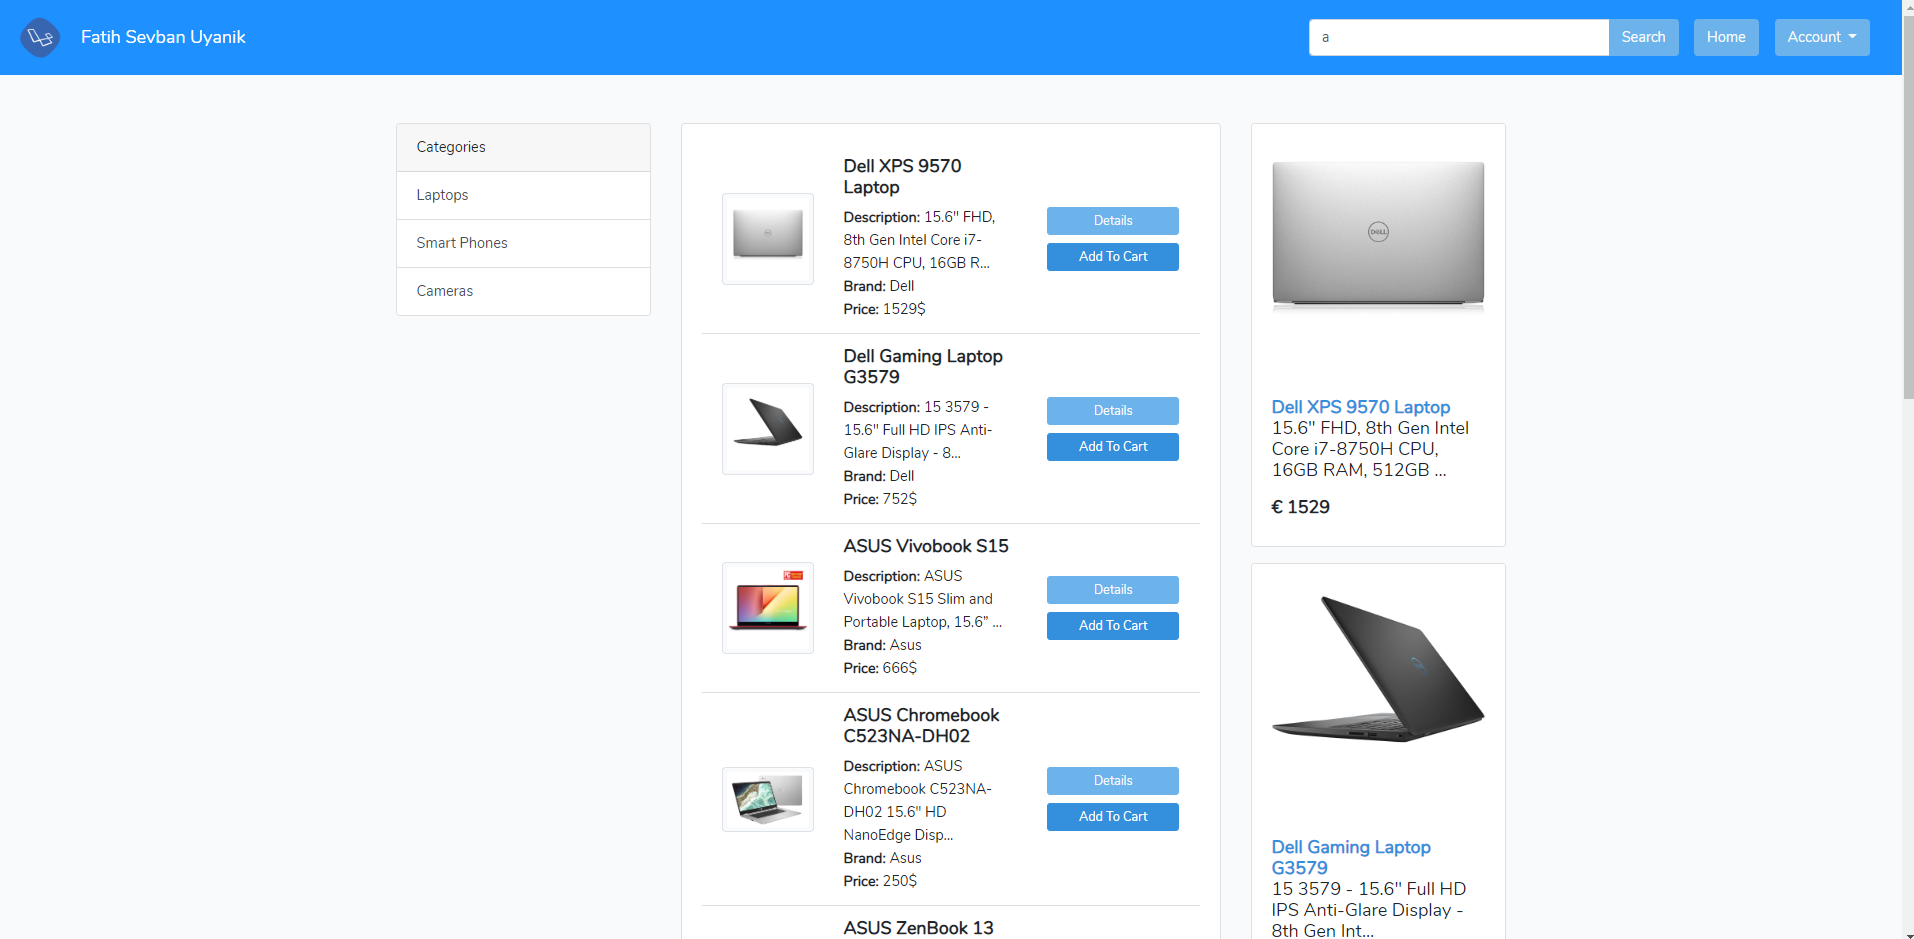 Fatih Sevban Uyanik
a
Search
Home
Account
Categories
Laptops
Smart Phones
Cameras
Dell XPS 9570
Laptop
Description: 15.6" FHD,
8th Gen Intel Core i7-
8750H CPU, 16GB R...
Brand: Dell
Price: 1529$
Details
Add To Cart
Dell Gaming Laptop
G3579
Description: 15 3579 -
15.6" Full HD IPS Anti-
Glare Display - 8...
Brand: Dell
Price: 752$
Details
Add To Cart
ASUS Vivobook S15
Description: ASUS
Vivobook S15 Slim and
Portable Laptop, 15.6” ...
Brand: Asus
Price: 666$
Details
Add To Cart
ASUS Chromebook
C523NA-DH02
Description: ASUS
Chromebook C523NA-
DH02 15.6" HD
NanoEdge Disp...
Brand: Asus
Price: 250$
Details
Add To Cart
ASUS ZenBook 13
DELL
Dell XPS 9570 Laptop
15.6" FHD, 8th Gen Intel
Core i7-8750H CPU,
16GB RAM, 512GB ...
€ 1529
Dell Gaming Laptop
G3579
15 3579 - 15.6" Full HD
IPS Anti-Glare Display -
8th Gen Int...